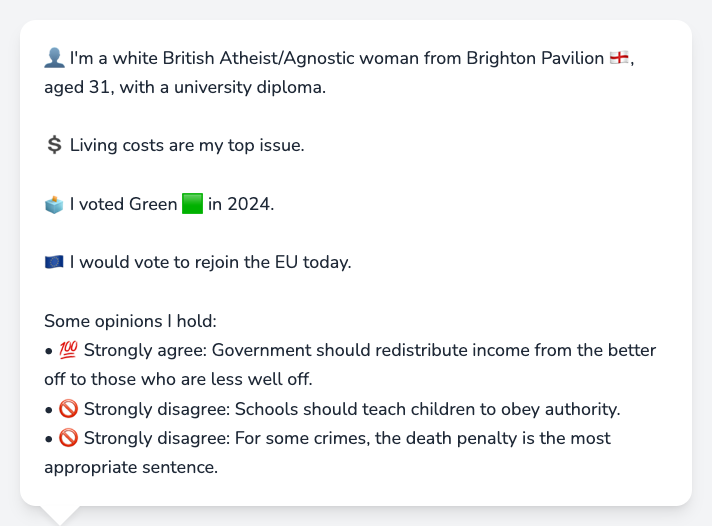 👤 I'm a white British Atheist/Agnostic woman from Brighton Pavilion 🏴󠁧󠁢󠁥󠁮󠁧󠁿,
aged 31, with a university diploma.
💲 Living costs are my top issue.
🗳️ I voted Green 🟩 in 2024.
🇪🇺 I would vote to rejoin the EU today.
Some opinions I hold:
• 💯 Strongly agree: Government should redistribute income from the better
off to those who are less well off.
• 🚫 Strongly disagree: Schools should teach children to obey authority.
• 🚫 Strongly disagree: For some crimes, the death penalty is the most
appropriate sentence.